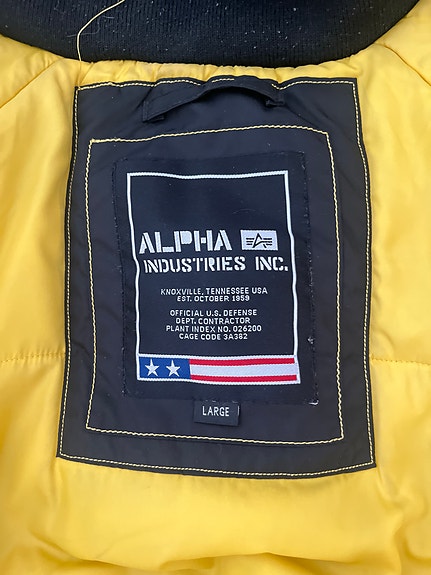 ALPHA
INDUSTRIES INC.
KNOXVILLE, TENNESSEE USA
EST. OCTOBER 1959
OFFICIAL U.S. DEFENSE
DEPT. CONTRACTOR
PLANT INDEX NO. 026200
CAGE CODE 3A382
LARGE